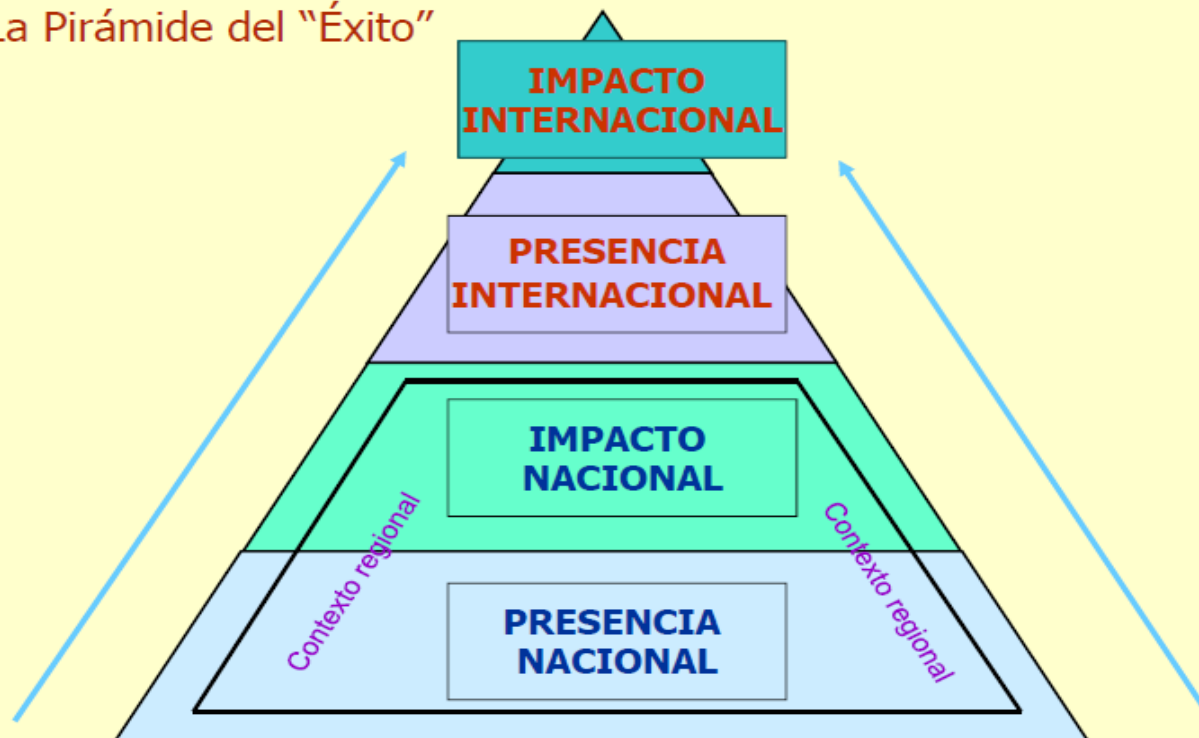 La Pirámide del “Éxito”
IMPACTO
INTERNACIONAL
PRESENCIA
INTERNACIONAL
IMPACTO
NACIONAL
Contexto regional
Contexto regional
PRESENCIA
NACIONAL